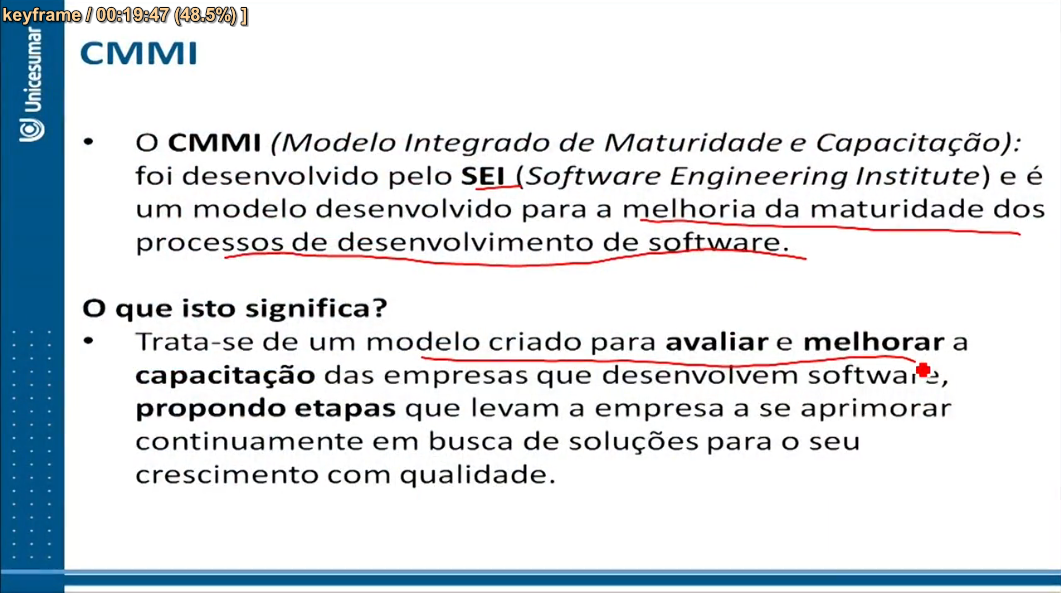 keyframe / 00:19:47 (48.5%) ]
Unicesumar
CMMI
• O CMMI (Modelo Integrado de Maturidade e Capacitação):
foi desenvolvido pelo SEI (Software Engineering Institute) e é
um modelo desenvolvido para a melhoria da maturidade dos
processos de desenvolvimento de software.
O que isto significa?
• Trata-se de um modelo criado para avaliar e melhorar a
capacitação das empresas que desenvolvem software,
propondo etapas que levam a empresa a se aprimorar
continuamente em busca de soluções para o seu
crescimento com qualidade.